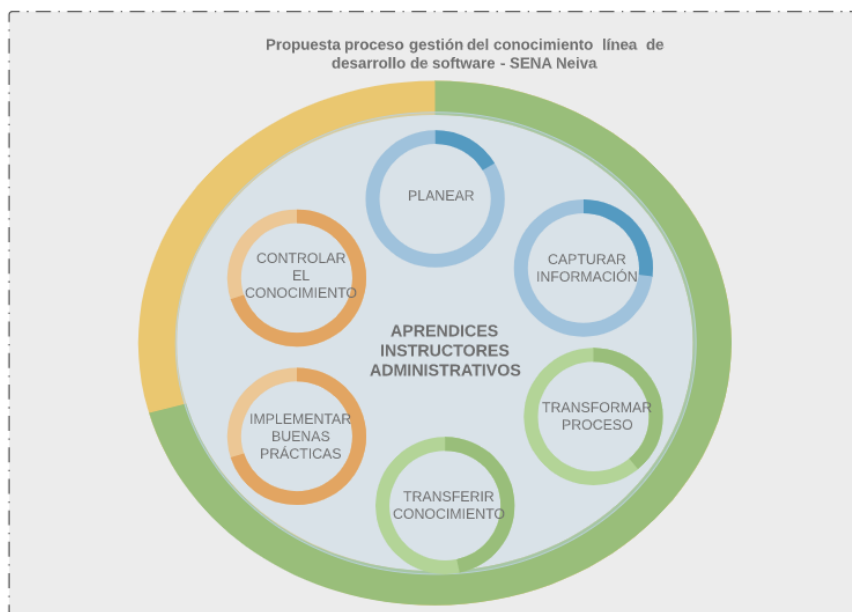 Propuesta proceso gestión del conocimiento línea de
desarrollo de software - SENA Neiva
PLANEAR
CAPTURAR
INFORMACIÓN
TRANSFORMAR
PROCESO
TRANSFERIR
CONOCIMIENTO
IMPLEMENTAR
BUENAS
PRÁCTICAS
CONTROLAR
EL
CONOCIMIENTO
APRENDICES
INSTRUCTORES
ADMINISTRATIVOS